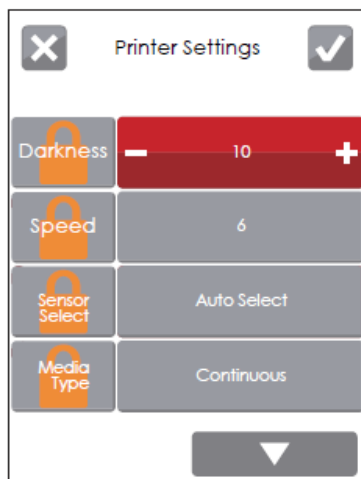 Printer Settings
Darkness
10
Speed
6
Sensor
Select
Auto Select
Media
Type
Continuous